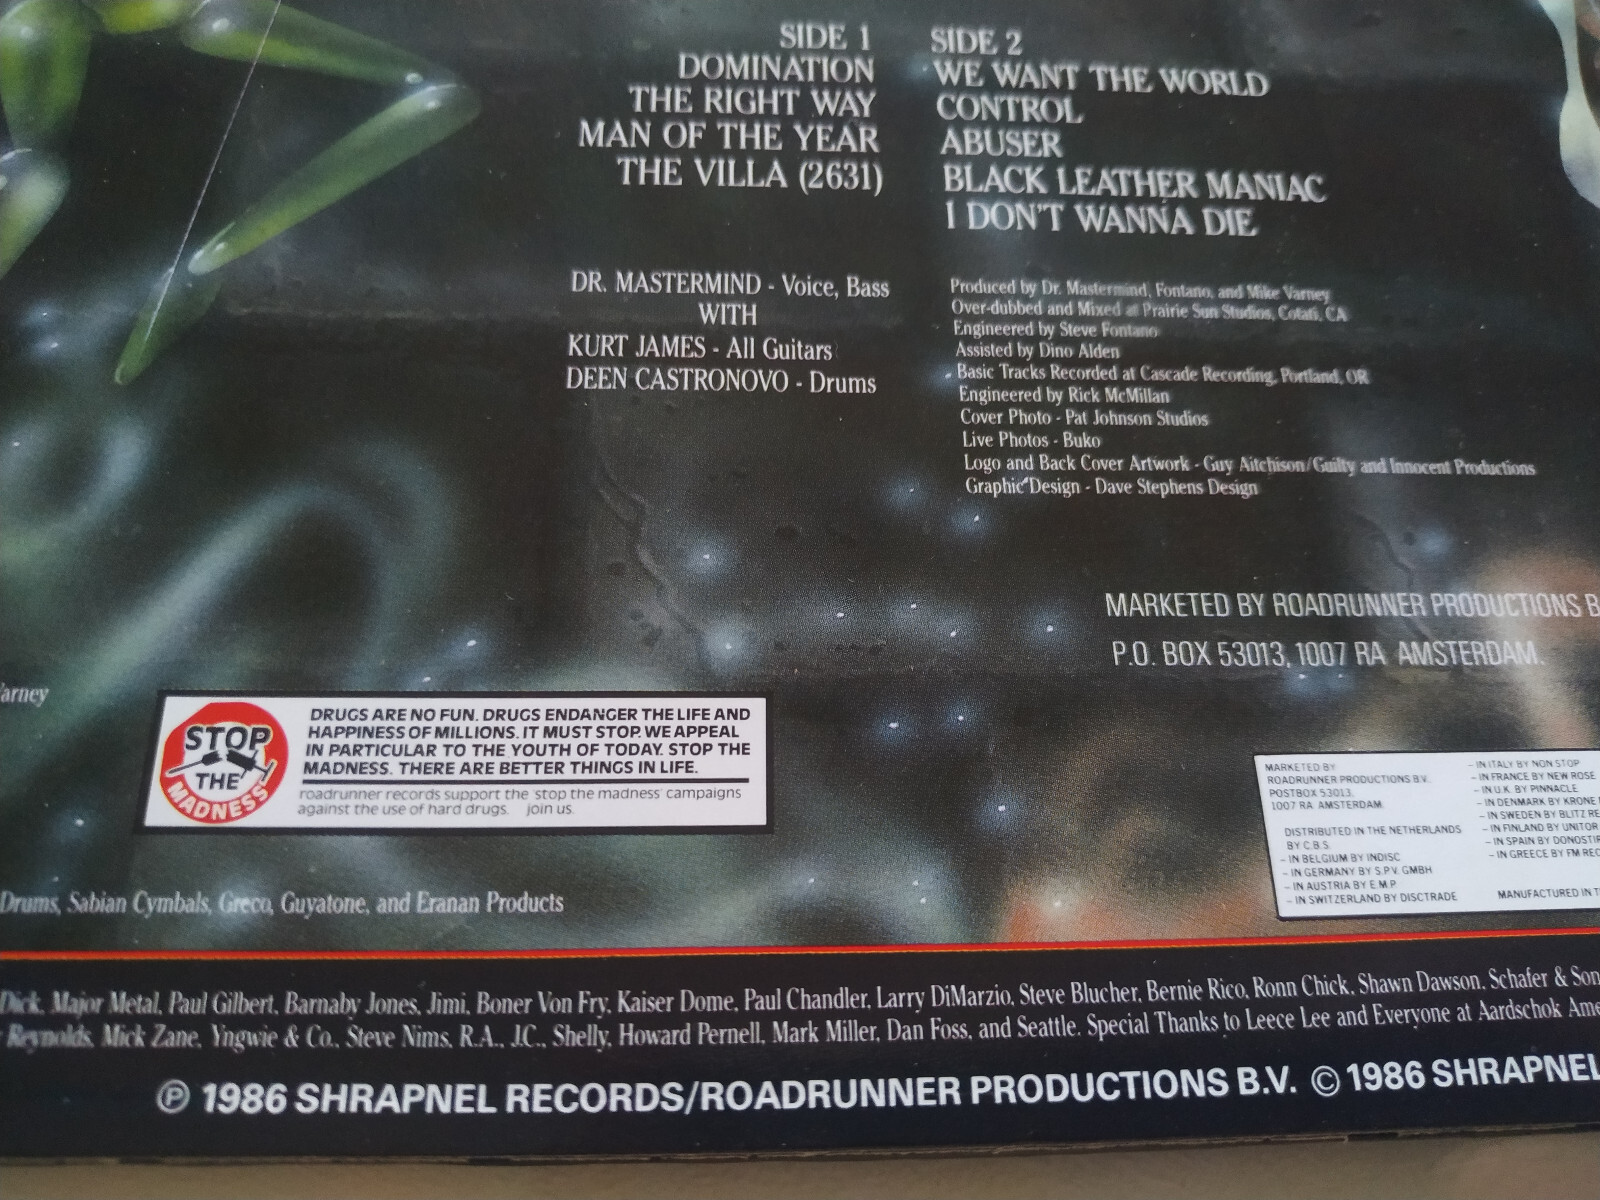 SIDE 1
DOMINATION
THE RIGHT WAY
MAN OF THE YEAR
THE VILLA (2631)
SIDE 2
WE WANT THE WORLD
CONTROL
ABUSER
BLACK LEATHER MANIAC
I DON'T WANNA DIE
DR. MASTERMIND - Voice, Bass
WITH
KURT JAMES - All Guitars
DEEN CASTRONOVO - Drums
Produced by Dr. Mastermind, Fontano, and Mike Varney
Over-dubbed and Mixed at Prairie Sun Studios, Cotati, CA
Engineered by Steve Fontano
Assisted by Dino Alden
Basic Tracks Recorded at Cascade Recording, Portland, OR
Engineered by Rick McMillan
Cover Photo - Pat Johnson Studios
Live Photos - Buko
Logo and Back Cover Artwork - Guy Aitchison/Guilty and Innocent Productions
Graphic Design - Dave Stephens Design
MARKETED BY ROADRUNNER PRODUCTIONS B
P.O. BOX 53013, 1007 RA AMSTERDAM.
arney
STOP
THE
MADNESS
DRUGS ARE NO FUN. DRUGS ENDANGER THE LIFE AND
HAPPINESS OF MILLIONS. IT MUST STOP. WE APPEAL
IN PARTICULAR TO THE YOUTH OF TODAY. STOP THE
MADNESS. THERE ARE BETTER THINGS IN LIFE.
roadrunner records support the 'stop the madness' campaigns
against the use of hard drugs. join us.
MARKETED BY
ROADRUNNER PRODUCTIONS B.V.
POSTBOX 53013,
1007 RA AMSTERDAM
DISTRIBUTED IN THE NETHERLANDS
BY C.B.S.
– IN BELGIUM BY INDISC
– IN GERMANY BY S.P.V. GMBH
– IN AUSTRIA BY E.M.P.
– IN SWITZERLAND BY DISCTRADE
– IN ITALY BY NON STOP
– IN FRANCE BY NEW ROSE
– IN U.K. BY PINNACLE
– IN DENMARK BY KRONE
– IN SWEDEN BY BLITZ RE
– IN FINLAND BY UNITOR
– IN SPAIN BY DONOSTI
– IN GREECE BY FM REC
MANUFACTURED IN T
Drums, Sabian Cymbals, Greco, Guyatone, and Eranan Products
Dick, Major Metal, Paul Gilbert, Barnaby Jones, Jimi, Boner Von Fry, Kaiser Dome, Paul Chandler, Larry DiMarzio, Steve Blucher, Bernie Rico, Ronn Chick, Shawn Dawson, Schafer & Son
Reynolds, Mick Zane, Yngwie & Co., Steve Nims, R.A., J.C., Shelly, Howard Pernell, Mark Miller, Dan Foss, and Seattle. Special Thanks to Leece Lee and Everyone at Aardschok Ame
℗ 1986 SHRAPNEL RECORDS/ROADRUNNER PRODUCTIONS B.V. © 1986 SHRAPNEL